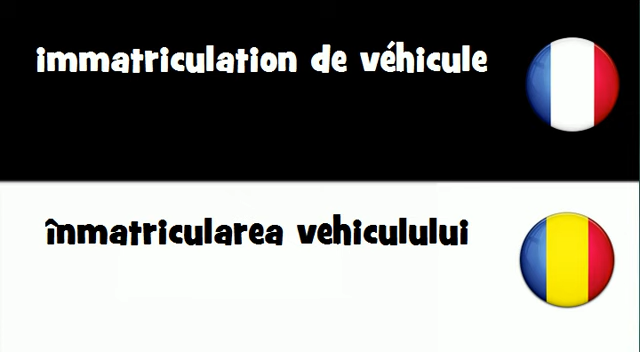 immatriculation de véhicule
înmatricularea vehiculului